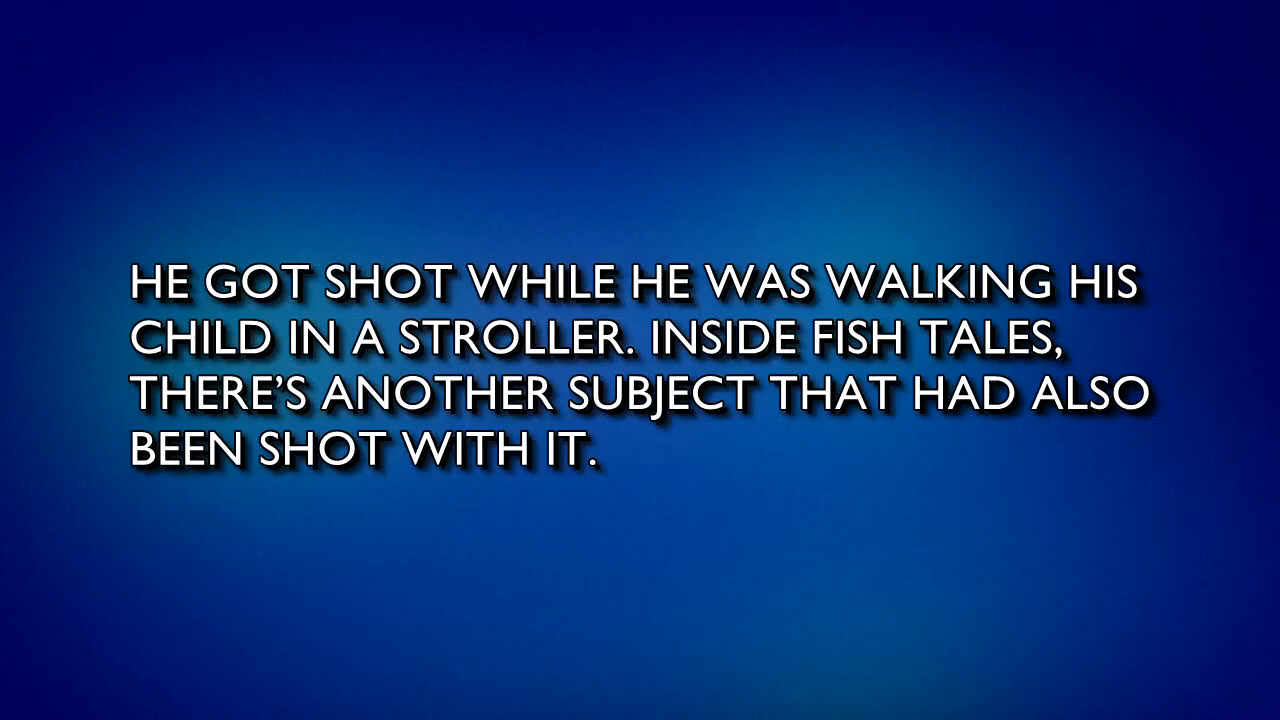 HE GOT SHOT WHILE HE WAS WALKING HIS
CHILD IN A STROLLER. INSIDE FISH TALES,
THERE’S ANOTHER SUBJECT THAT HAD ALSO
BEEN SHOT WITH IT.